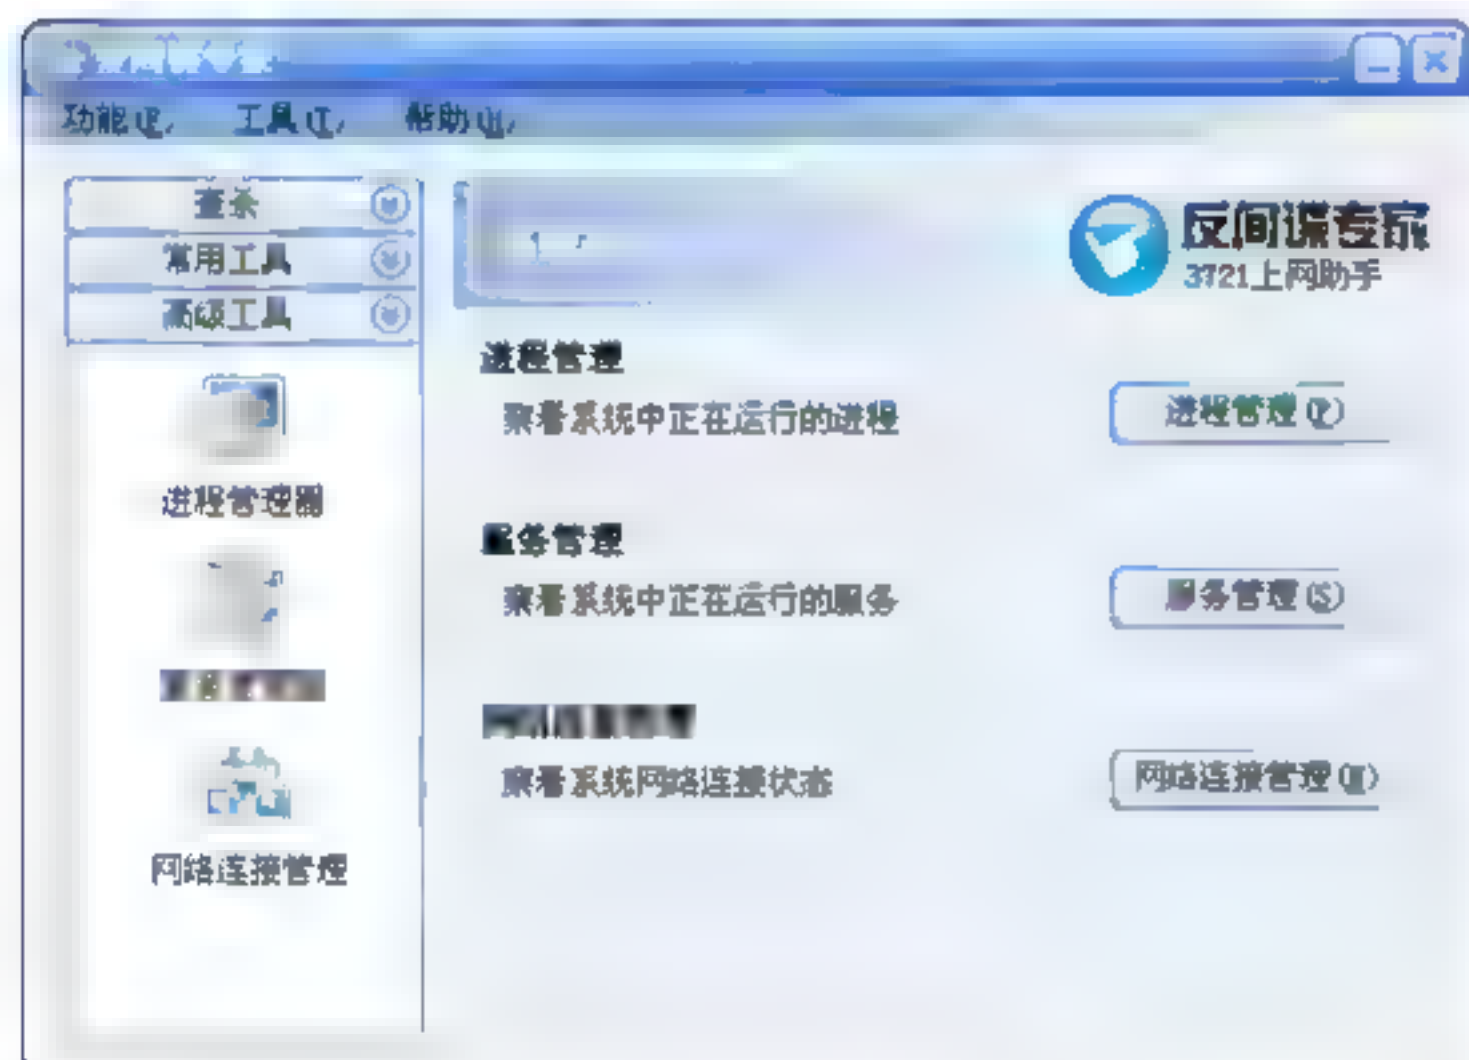 功能(F) 工具(T) 帮助(H)
查杀
常用工具
高级工具
反间谍专家
3721上网助手
进程管理
察看系统中正在运行的进程
进程管理(P)
进程管理器
服务管理
察看系统中正在运行的服务
服务管理(S)
察看系统网络连接状态
网络连接管理(N)
网络连接管理